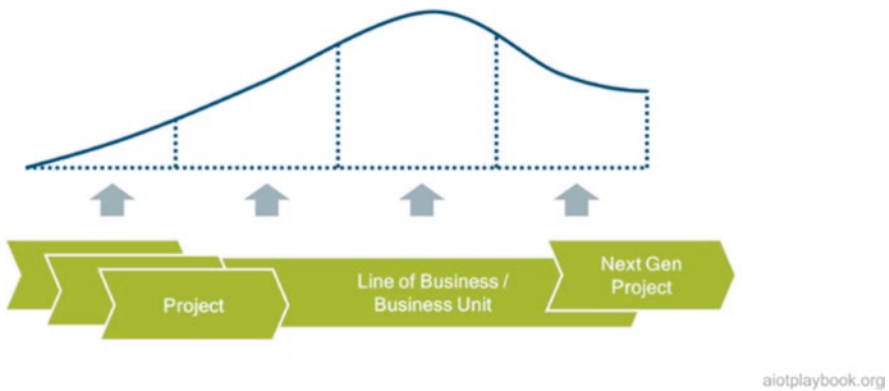 Project
Line of Business /
Business Unit
Next Gen
Project
aiotplaybook.org